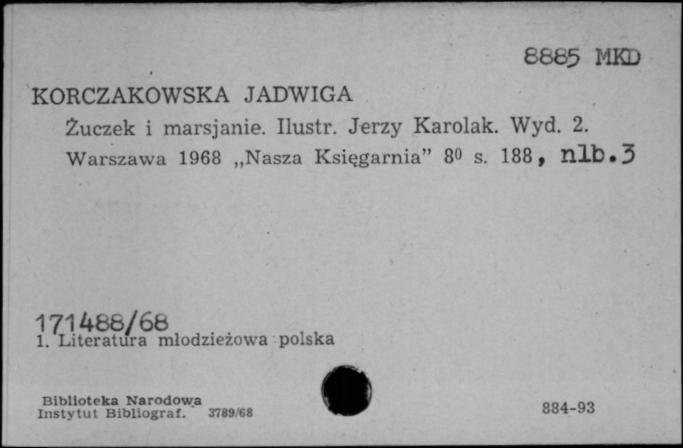 8885 MKD
KORCZAKOWSKA JADWIGA
Żuczek i marsjanie. Ilustr. Jerzy Karolak. Wyd. 2.
Warszawa 1968 „Nasza Księgarnia” 8⁰ s. 188, nlb.3
171488/68
1. Literatura młodzieżowa polska
Biblioteka Narodowa
Instytut Bibliograf. 3789/68
884-93